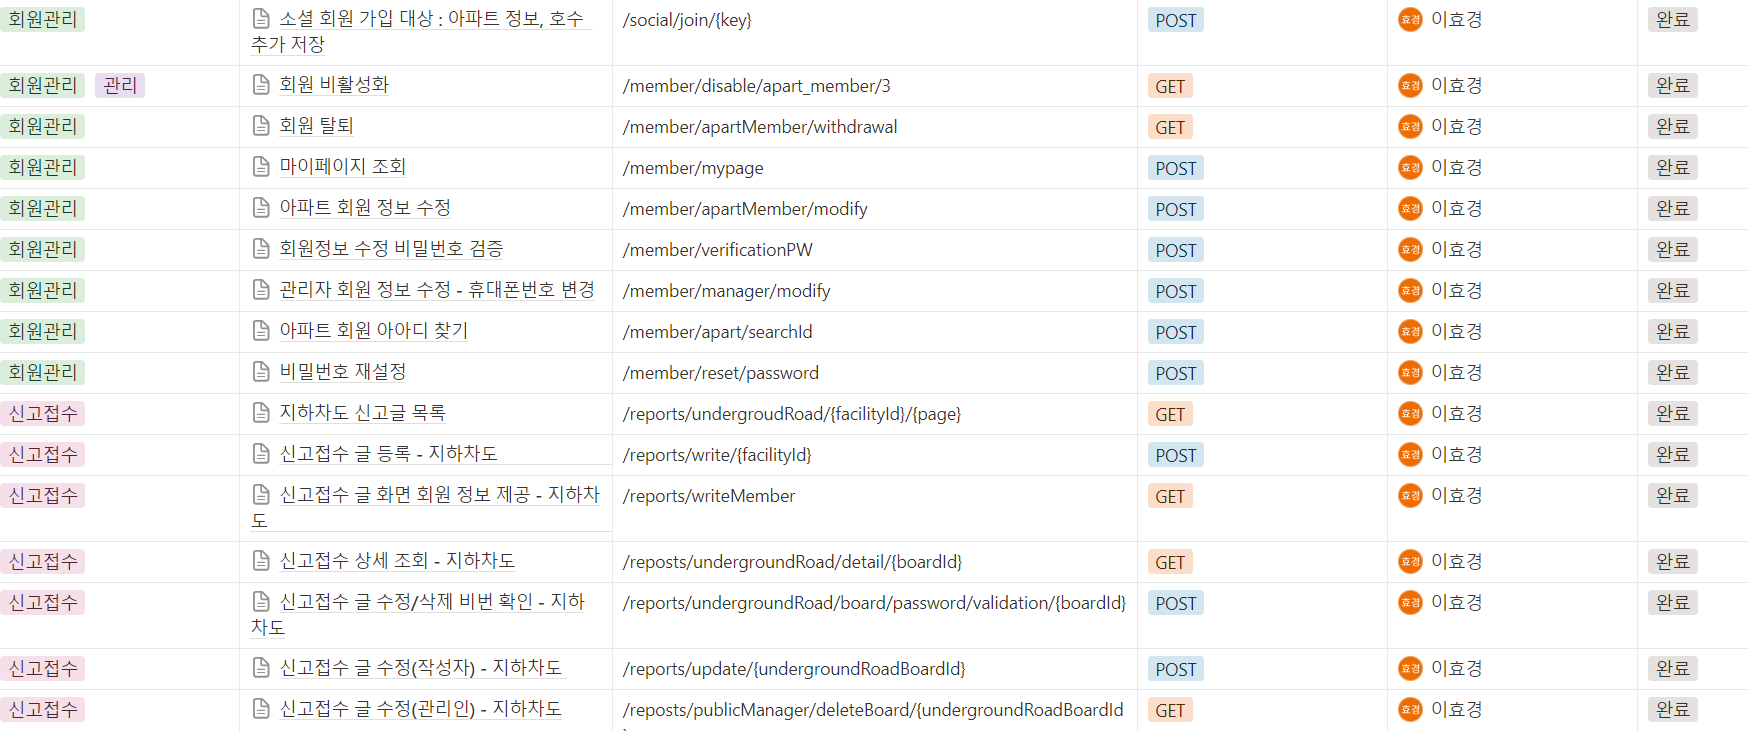 회원관리 소셜 회원 가입 대상 : 아파트 정보, 호수 /social/join/{key} POST 효경 이효경 완료
추가 저장
회원관리 관리 회원 비활성화 /member/disable/apart_member/3 GET 효경 이효경 완료
회원관리 회원 탈퇴 /member/apartMember/withdrawal GET 효경 이효경 완료
회원관리 마이페이지 조회 /member/mypage POST 효경 이효경 완료
회원관리 아파트 회원 정보 수정 /member/apartMember/modify POST 효경 이효경 완료
회원관리 회원정보 수정 비밀번호 검증 /member/verificationPW POST 효경 이효경 완료
회원관리 관리자 회원 정보 수정 - 휴대폰번호 변경 /member/manager/modify POST 효경 이효경 완료
회원관리 아파트 회원 아아디 찾기 /member/apart/searchId POST 효경 이효경 완료
회원관리 비밀번호 재설정 /member/reset/password POST 효경 이효경 완료
신고접수 지하차도 신고글 목록 /reports/undergroudRoad/{facilityId}/{page} GET 효경 이효경 완료
신고접수 신고접수 글 등록 - 지하차도 /reports/write/{facilityId} POST 효경 이효경 완료
신고접수 신고접수 글 화면 회원 정보 제공 - 지하차 /reports/writeMember GET 효경 이효경 완료
도
신고접수 신고접수 상세 조회 - 지하차도 /reposts/undergroundRoad/detail/{boardId} GET 효경 이효경 완료
신고접수 신고접수 글 수정/삭제 비번 확인 - 지하 /reports/undergroundRoad/board/password/validation/{boardId} POST 효경 이효경 완료
차도
신고접수 신고접수 글 수정(작성자) - 지하차도 /reports/update/{undergroundRoadBoardId} POST 효경 이효경 완료
신고접수 신고접수 글 수정(관리인) - 지하차도 /reposts/publicManager/deleteBoard/{undergroundRoadBoardId GET 효경 이효경 완료